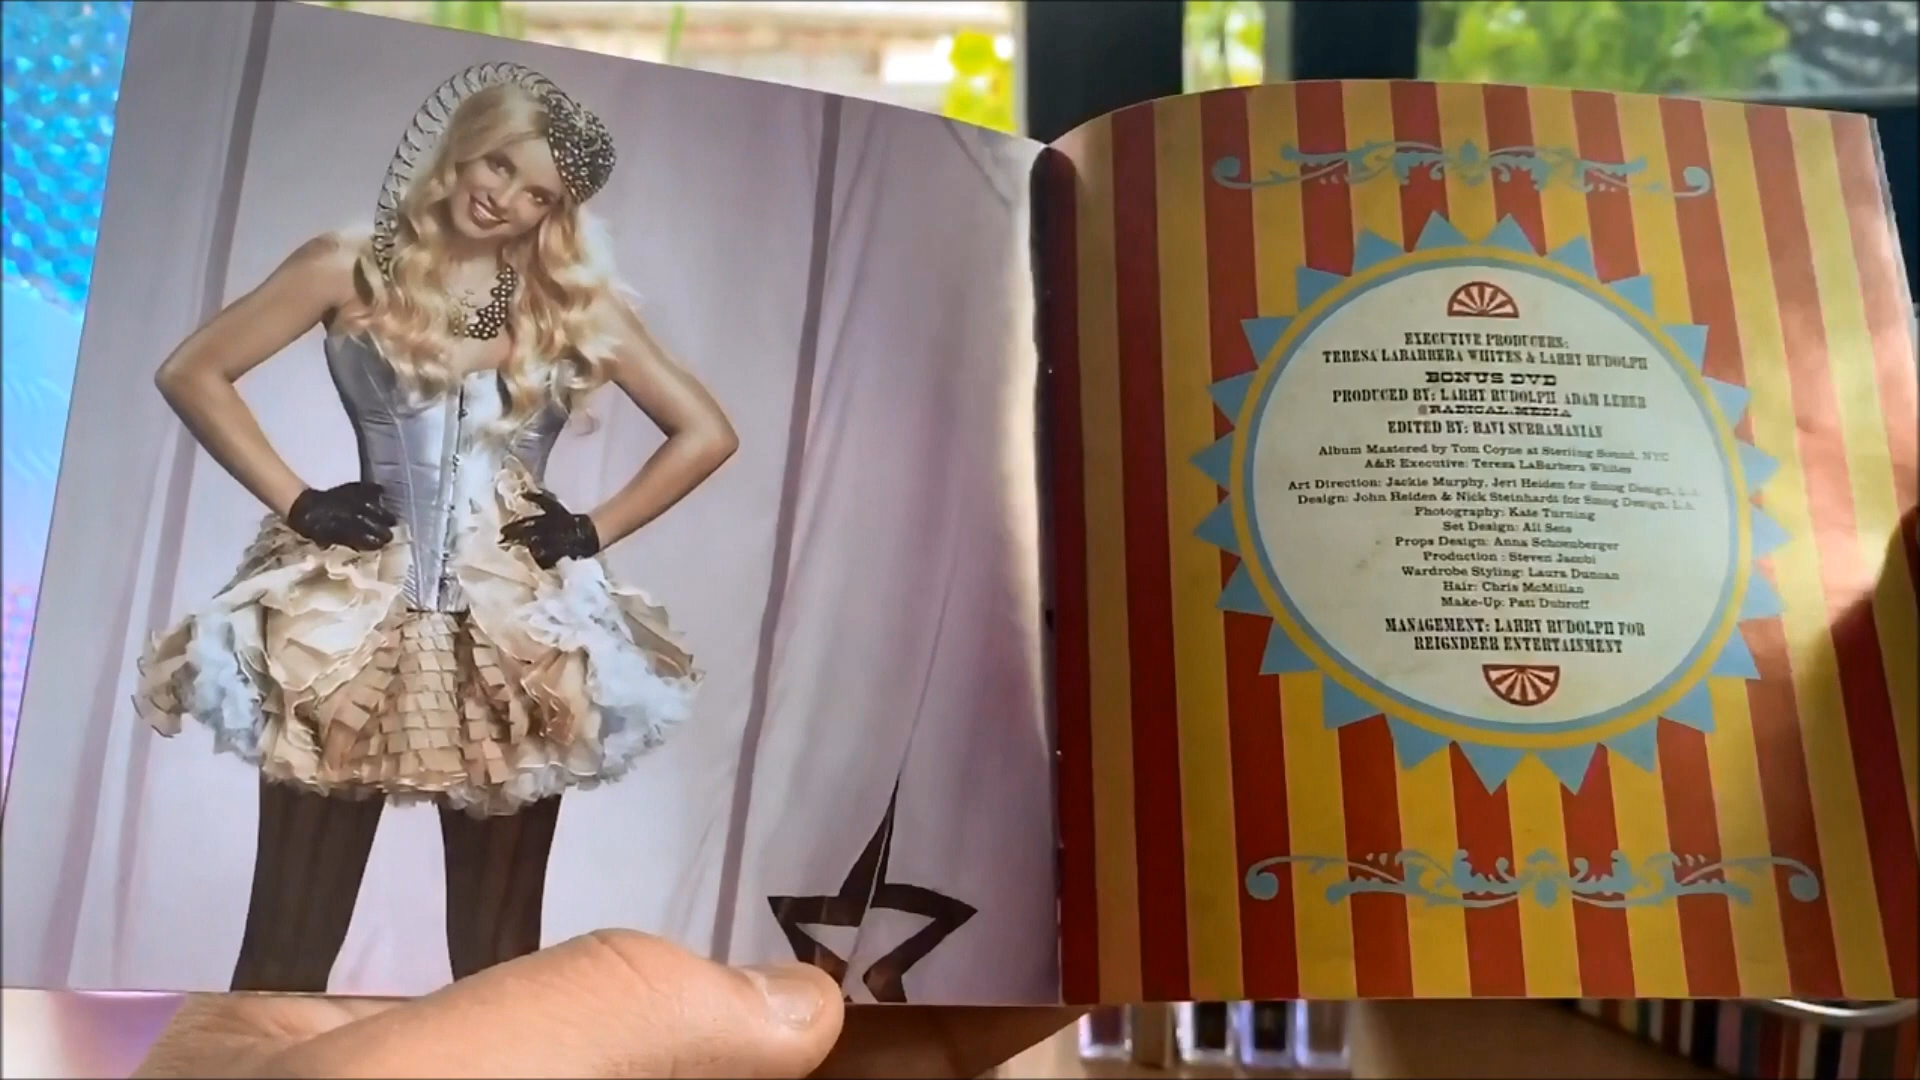 EXECUTIVE PRODUCERS:
TERESA LABARBERA WHITES & LARRY RUDOLPH
BONUS DVD
PRODUCED BY: LARRY RUDOLPH, ADAM LEBER
@RADICAL.MEDIA
EDITED BY: RAVI SUBRAMANIAN
Album Mastered by Tom Coyne at Sterling Sound, NYC
A&R Executive: Teresa LaBarbera Whites
Art Direction: Jackie Murphy, Jeri Heiden for Smog Design, L.A.
Design: John Heiden & Nick Steinhardt for Smog Design, L.A.
Photography: Kate Turning
Set Design: Ali Seta
Props Design: Anna Schoenberger
Production : Steven Jacobi
Wardrobe Styling: Laura Duncan
Hair: Chris McMillan
Make-Up: Pati Dubroff
MANAGEMENT: LARRY RUDOLPH FOR
REIGNDEER ENTERTAINMENT